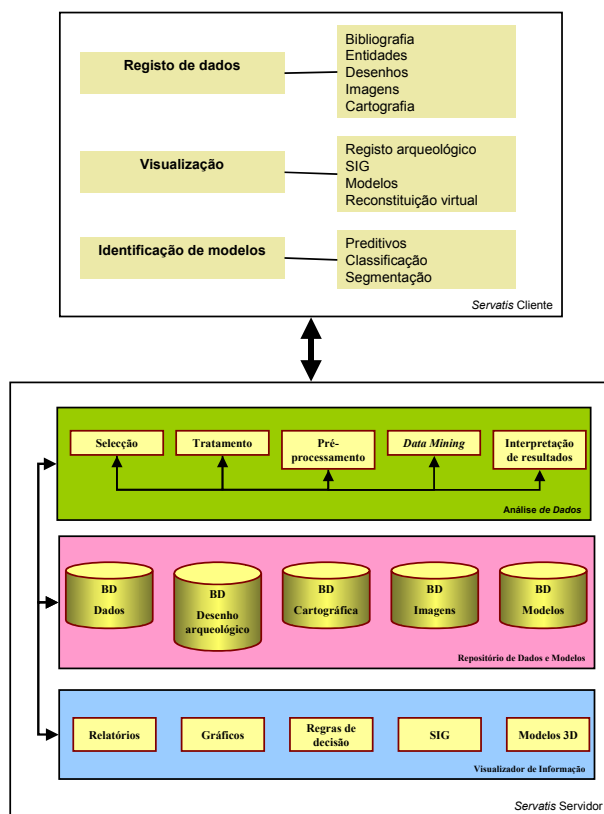 Registo de dados
Bibliografia
Entidades
Desenhos
Imagens
Cartografia
Visualização
Registo arqueológico
SIG
Modelos
Reconstituição virtual
Identificação de modelos
Preditivos
Classificação
Segmentação
Servatis Cliente
Selecção
Tratamento
Pré-
processamento
Data Mining
Interpretação
de resultados
Análise de Dados
BD
Dados
BD
Desenho
arqueológico
BD
Cartográfica
BD
Imagens
BD
Modelos
Repositório de Dados e Modelos
Relatórios
Gráficos
Regras de
decisão
SIG
Modelos 3D
Visualizador de Informação
Servatis Servidor